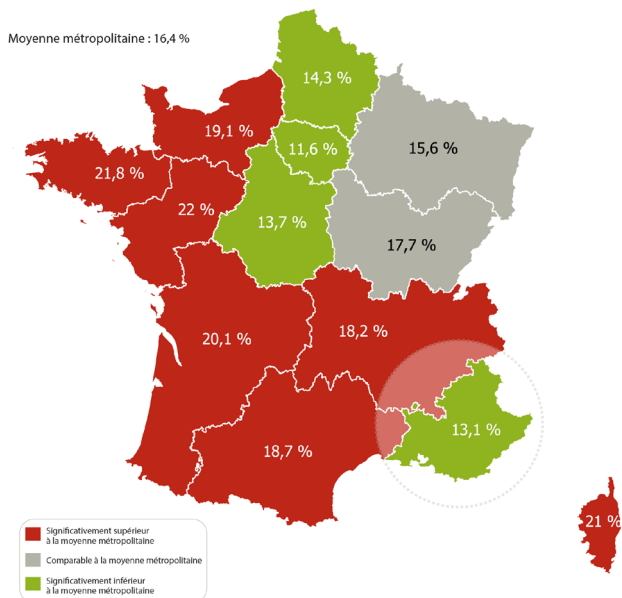 Moyenne métropolitaine : 16,4 %
14,3 %
19,1 %
11,6 %
15,6 %
21,8 %
22 %
13,7 %
17,7 %
20,1 %
18,2 %
13,1 %
18,7 %
21 %
Significativement supérieur
à la moyenne métropolitaine
Comparable à la moyenne métropolitaine
Significativement inférieur
à la moyenne métropolitaine